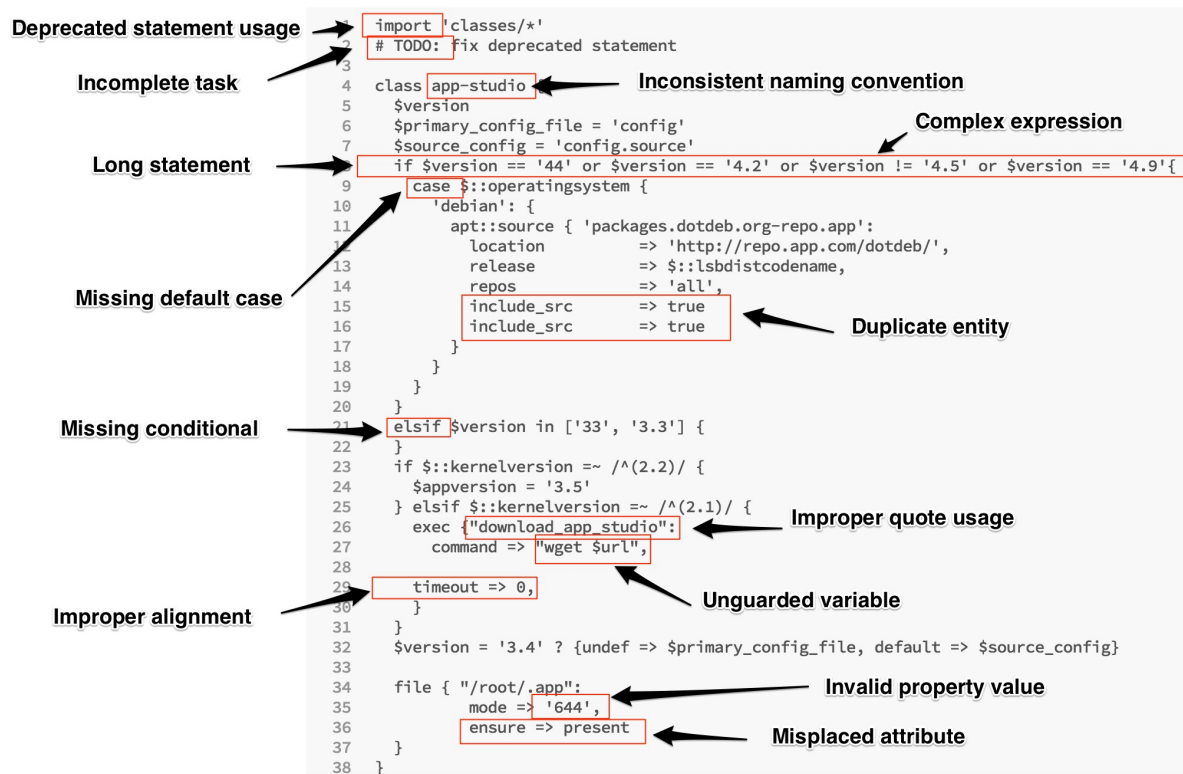 Deprecated statement usage
1 import 'classes/*'
Incomplete task
2 # TODO: fix deprecated statement
3
Inconsistent naming convention
4 class app-studio {
5 $version
6 $primary_config_file = 'config'
Complex expression
7 $source_config = 'config.source'
Long statement
8 if $version == '44' or $version == '4.2' or $version != '4.5' or $version == '4.9'{
9 case $::operatingsystem {
10 'debian': {
11 apt::source { 'packages.dotdeb.org-repo.app':
12 location => 'http://repo.app.com/dotdeb/',
13 release => $::lsbdistcodename,
Missing default case
14 repos => 'all',
15 include_src => true
16 include_src => true
Duplicate entity
17 }
18 }
19 }
20 }
Missing conditional
21 elsif $version in ['33', '3.3'] {
22 }
23 if $::kernelversion =~ /^(2.2)/ {
24 $appversion = '3.5'
25 } elsif $::kernelversion =~ /^(2.1)/ {
Improper quote usage
26 exec {"download_app_studio":
27 command => "wget $url",
28
Unguarded variable
29 timeout => 0,
Improper alignment
30 }
31 }
32 $version = '3.4' ? {undef => $primary_config_file, default => $source_config}
33
34 file { "/root/.app":
Invalid property value
35 mode => '644',
36 ensure => present
Misplaced attribute
37 }
38 }